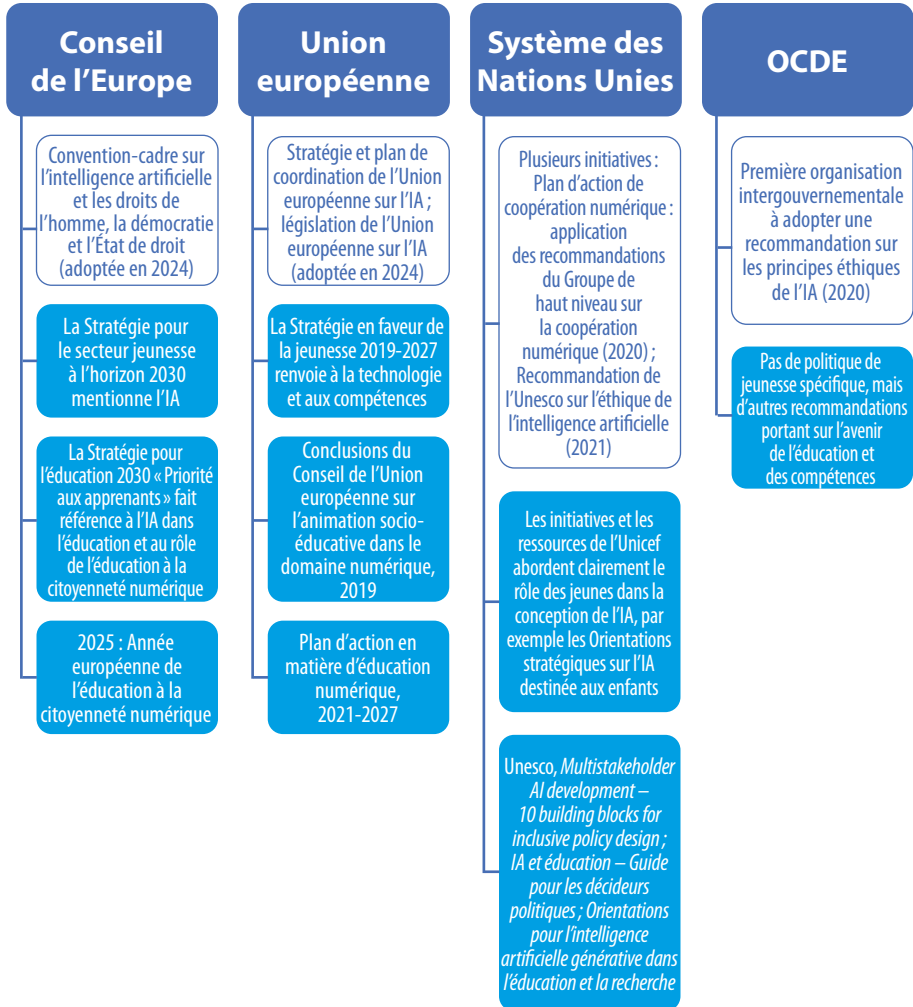 Conseil
de l'Europe
Convention-cadre sur
l'intelligence artificielle
et les droits de
l'homme, la démocratie
et l'État de droit
(adoptée en 2024)
La Stratégie pour
le secteur jeunesse
à l'horizon 2030
mentionne l'IA
La Stratégie pour
l'éducation 2030 « Priorité
aux apprenants » fait
référence à l'IA dans
l'éducation et au rôle
de l'éducation à la
citoyenneté numérique
2025 : Année
européenne de
l'éducation à la
citoyenneté numérique
Union
européenne
Stratégie et plan de
coordination de l'Union
européenne sur l'IA ;
législation de l'Union
européenne sur l'IA
(adoptée en 2024)
La Stratégie en faveur de
la jeunesse 2019-2027
renvoie à la technologie
et aux compétences
Conclusions du
Conseil de l'Union
européenne sur
l'animation socio-
éducative dans le
domaine numérique,
2019
Plan d'action en
matière d'éducation
numérique,
2021-2027
Système des
Nations Unies
Plusieurs initiatives :
Plan d'action de
coopération numérique :
application
des recommandations
du Groupe de
haut niveau sur
la coopération
numérique (2020) ;
Recommandation de
l'Unesco sur l'éthique de
l'intelligence artificielle
(2021)
Les initiatives et les
ressources de l'Unicef
abordent clairement le
rôle des jeunes dans la
conception de l'IA, par
exemple les Orientations
stratégiques sur l'IA
destinée aux enfants
Unesco, Multistakeholder
AI development –
10 building blocks for
inclusive policy design ;
IA et éducation – Guide
pour les décideurs
politiques ; Orientations
pour l'intelligence
artificielle générative dans
l'éducation et la recherche
OCDE
Première organisation
intergouvernementale
à adopter une
recommandation sur
les principes éthiques
de l'IA (2020)
Pas de politique de
jeunesse spécifique, mais
d'autres recommandations
portant sur l'avenir
de l'éducation et
des compétences